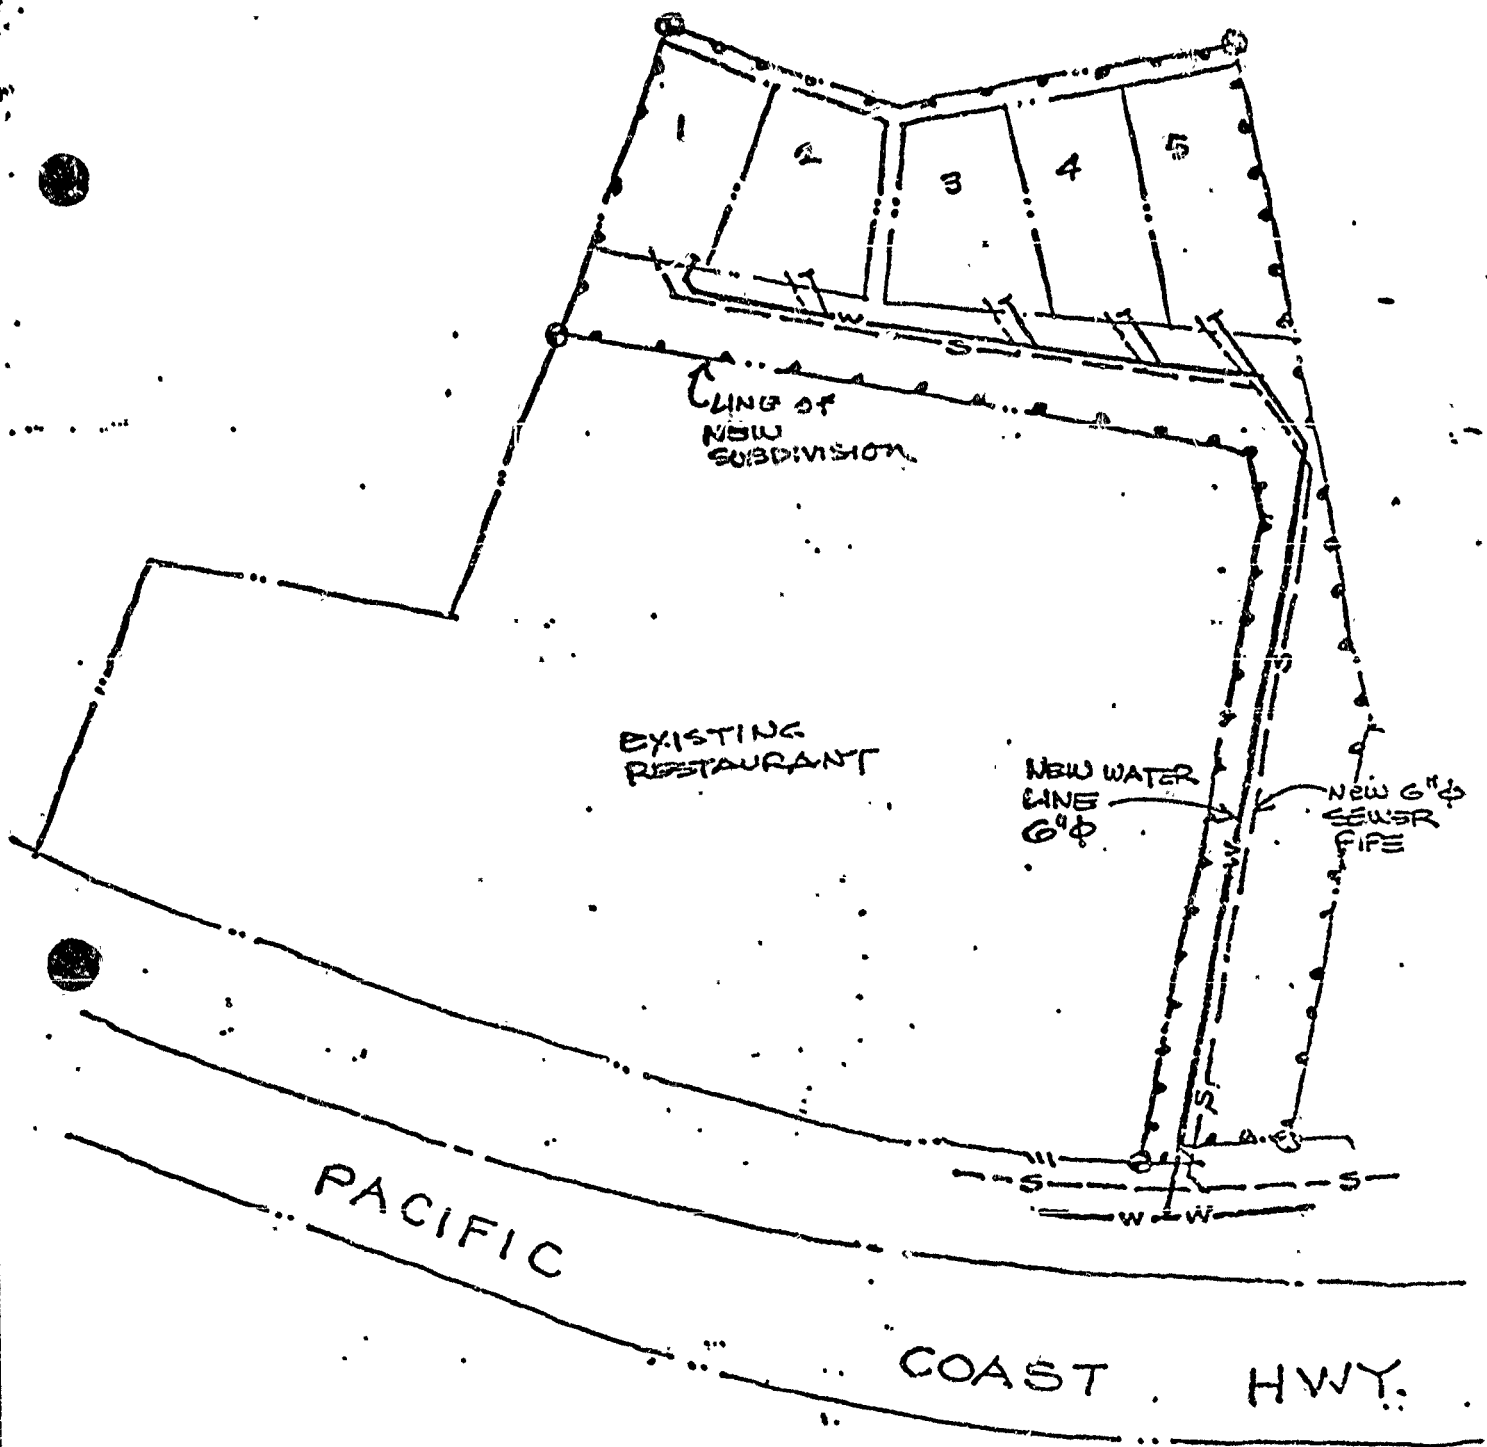 1
2
3
4
5
W
S
LINE OF
NEW
SUBDIVISION
EXISTING
RESTAURANT
NEW WATER
LINE
6"φ
NEW 6"φ
SEWER
PIPE
S
W
S
S
S
W
W
PACIFIC
COAST HWY.